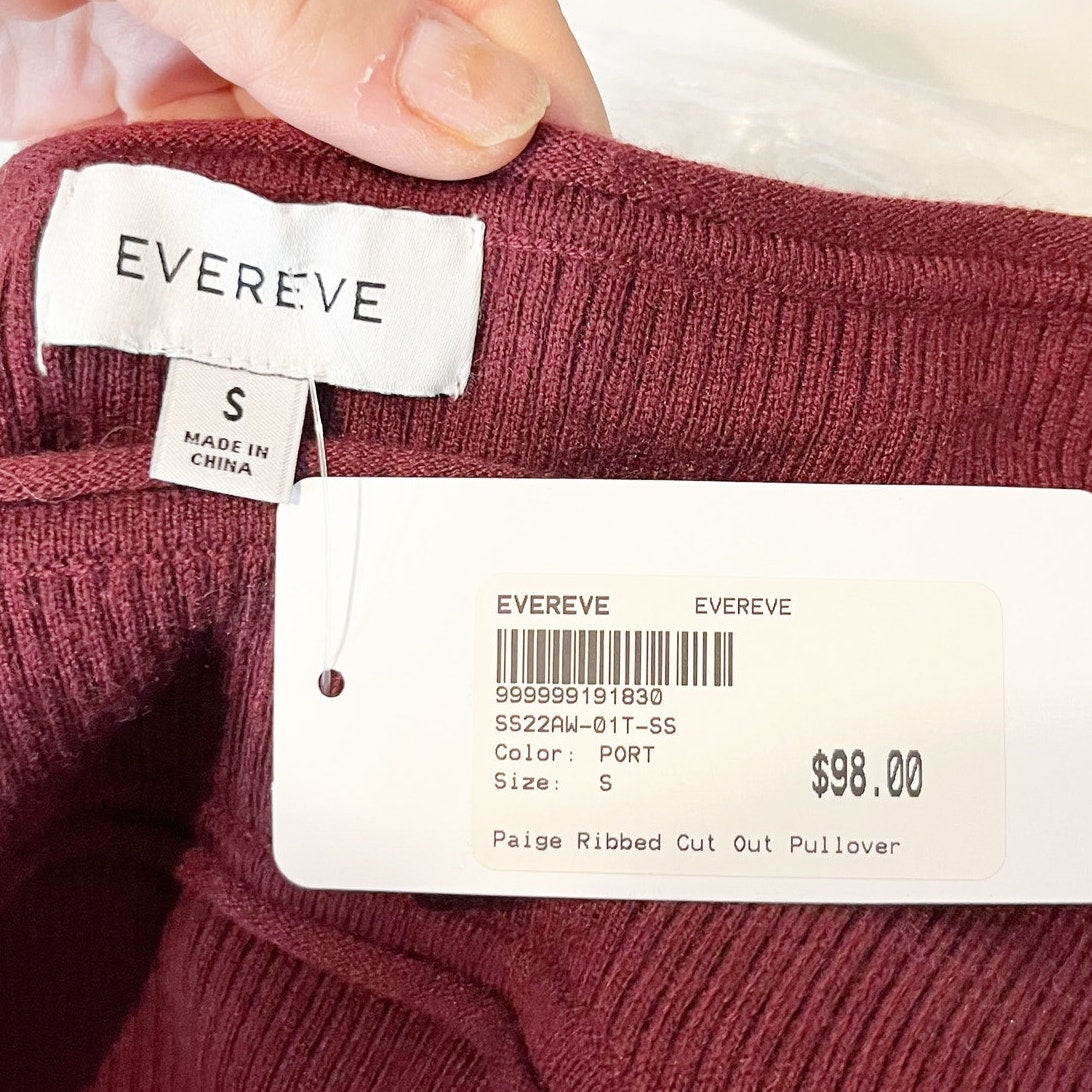 EVEREVE
S
MADE IN
CHINA
EVEREVE EVEREVE
999999191830
SS22AW-01T-SS
Color: PORT
Size: S
$98.00
Paige Ribbed Cut Out Pullover